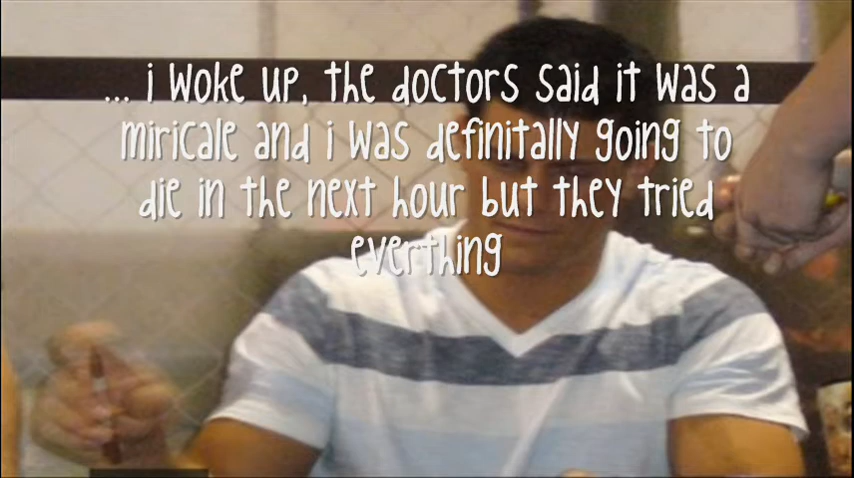 ... i woke up, the doctors said it was a
miricale and i was definitally going to
die in the next hour but they tried
everthing